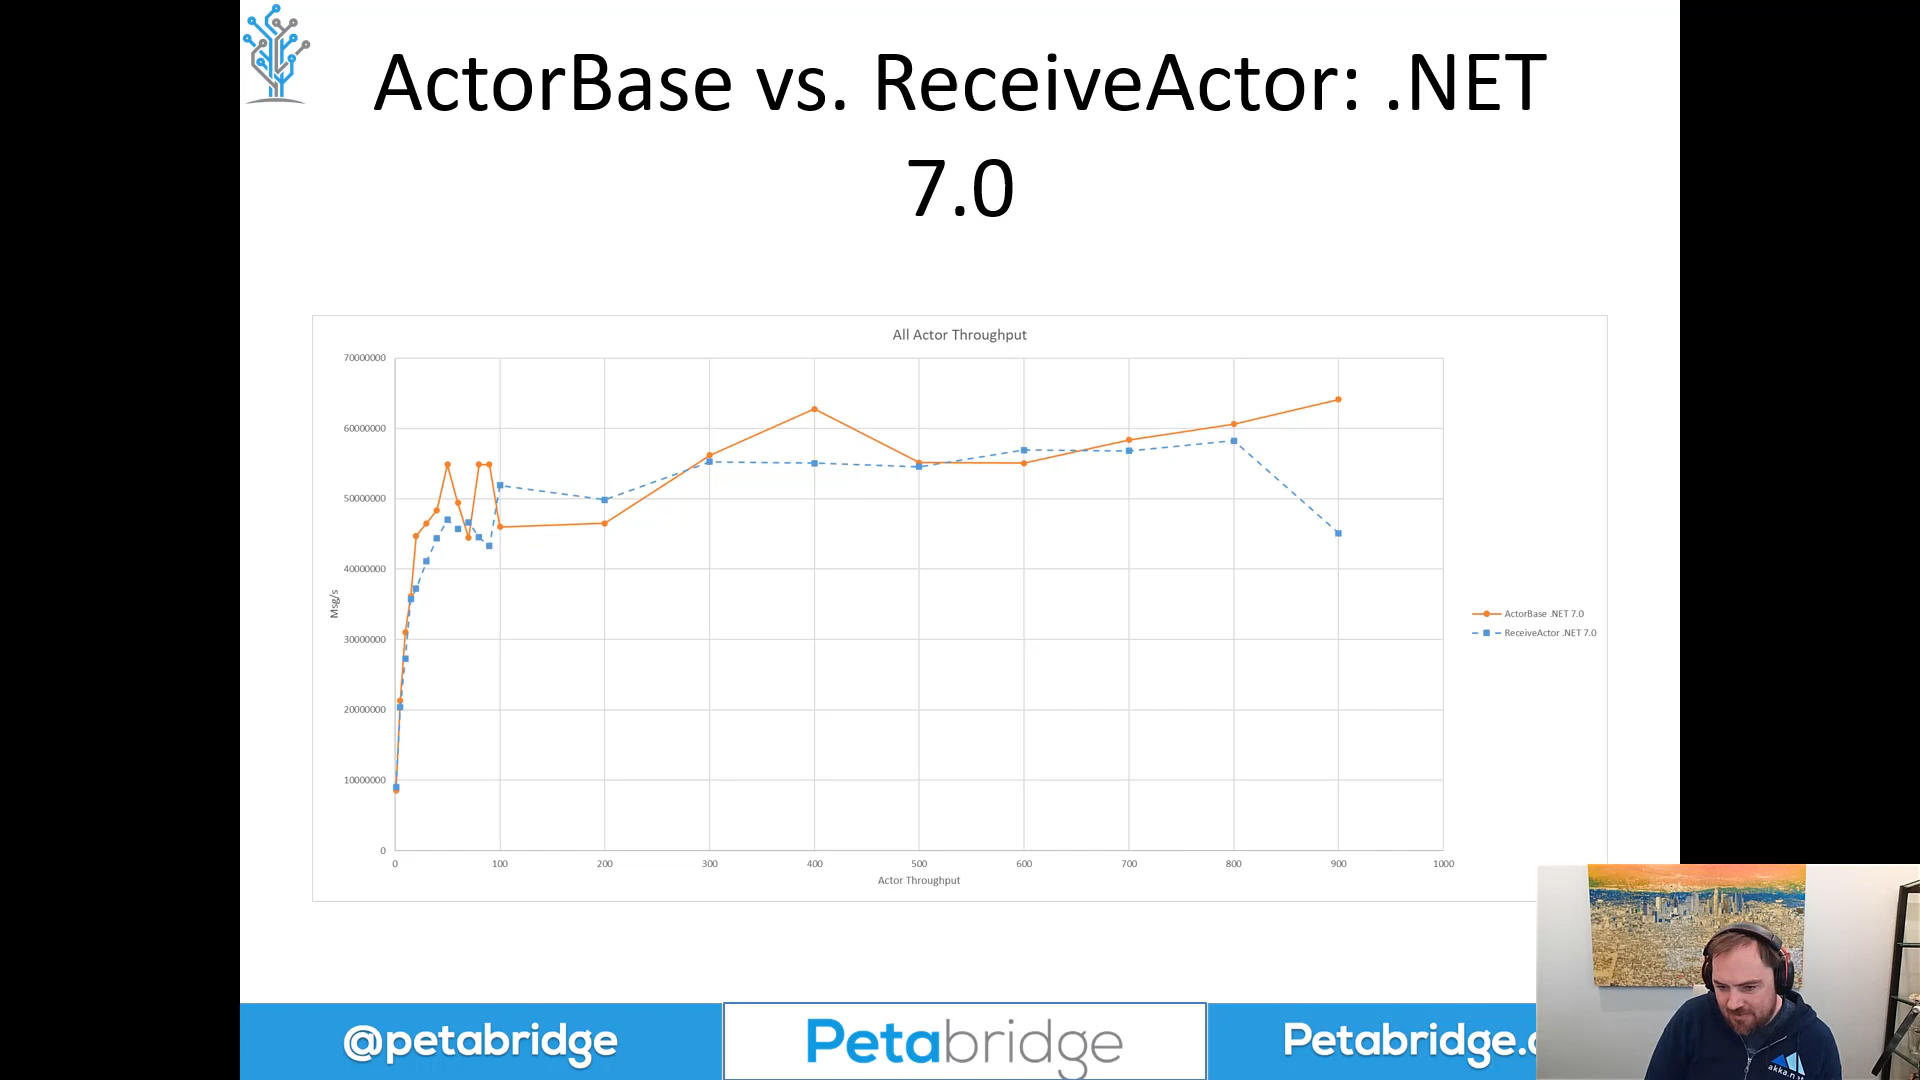 ActorBase vs. ReceiveActor: .NET
7.0
All Actor Throughput
70000000
60000000
50000000
40000000
30000000
20000000
10000000
0
Msg/s
0 100 200 300 400 500 600 700 800 900 1000
Actor Throughput
ActorBase .NET 7.0
ReceiveActor .NET 7.0
@petabridge
Petabridge
Petabridge.
akka.n